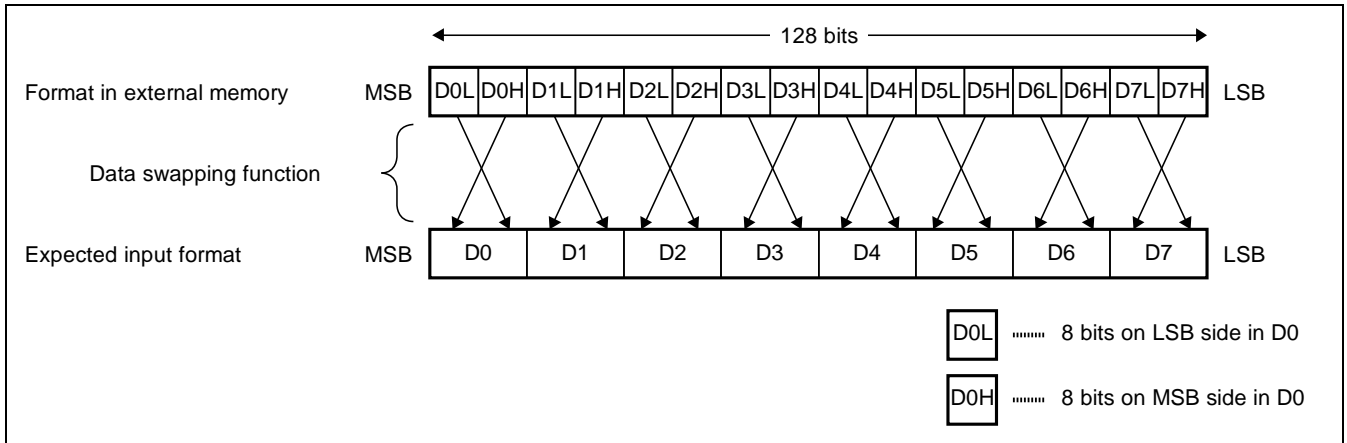 128 bits
Format in external memory MSB D0L D0H D1L D1H D2L D2H D3L D3H D4L D4H D5L D5H D6L D6H D7L D7H LSB
Data swapping function
Expected input format MSB D0 D1 D2 D3 D4 D5 D6 D7 LSB
D0L 8 bits on LSB side in D0
D0H 8 bits on MSB side in D0